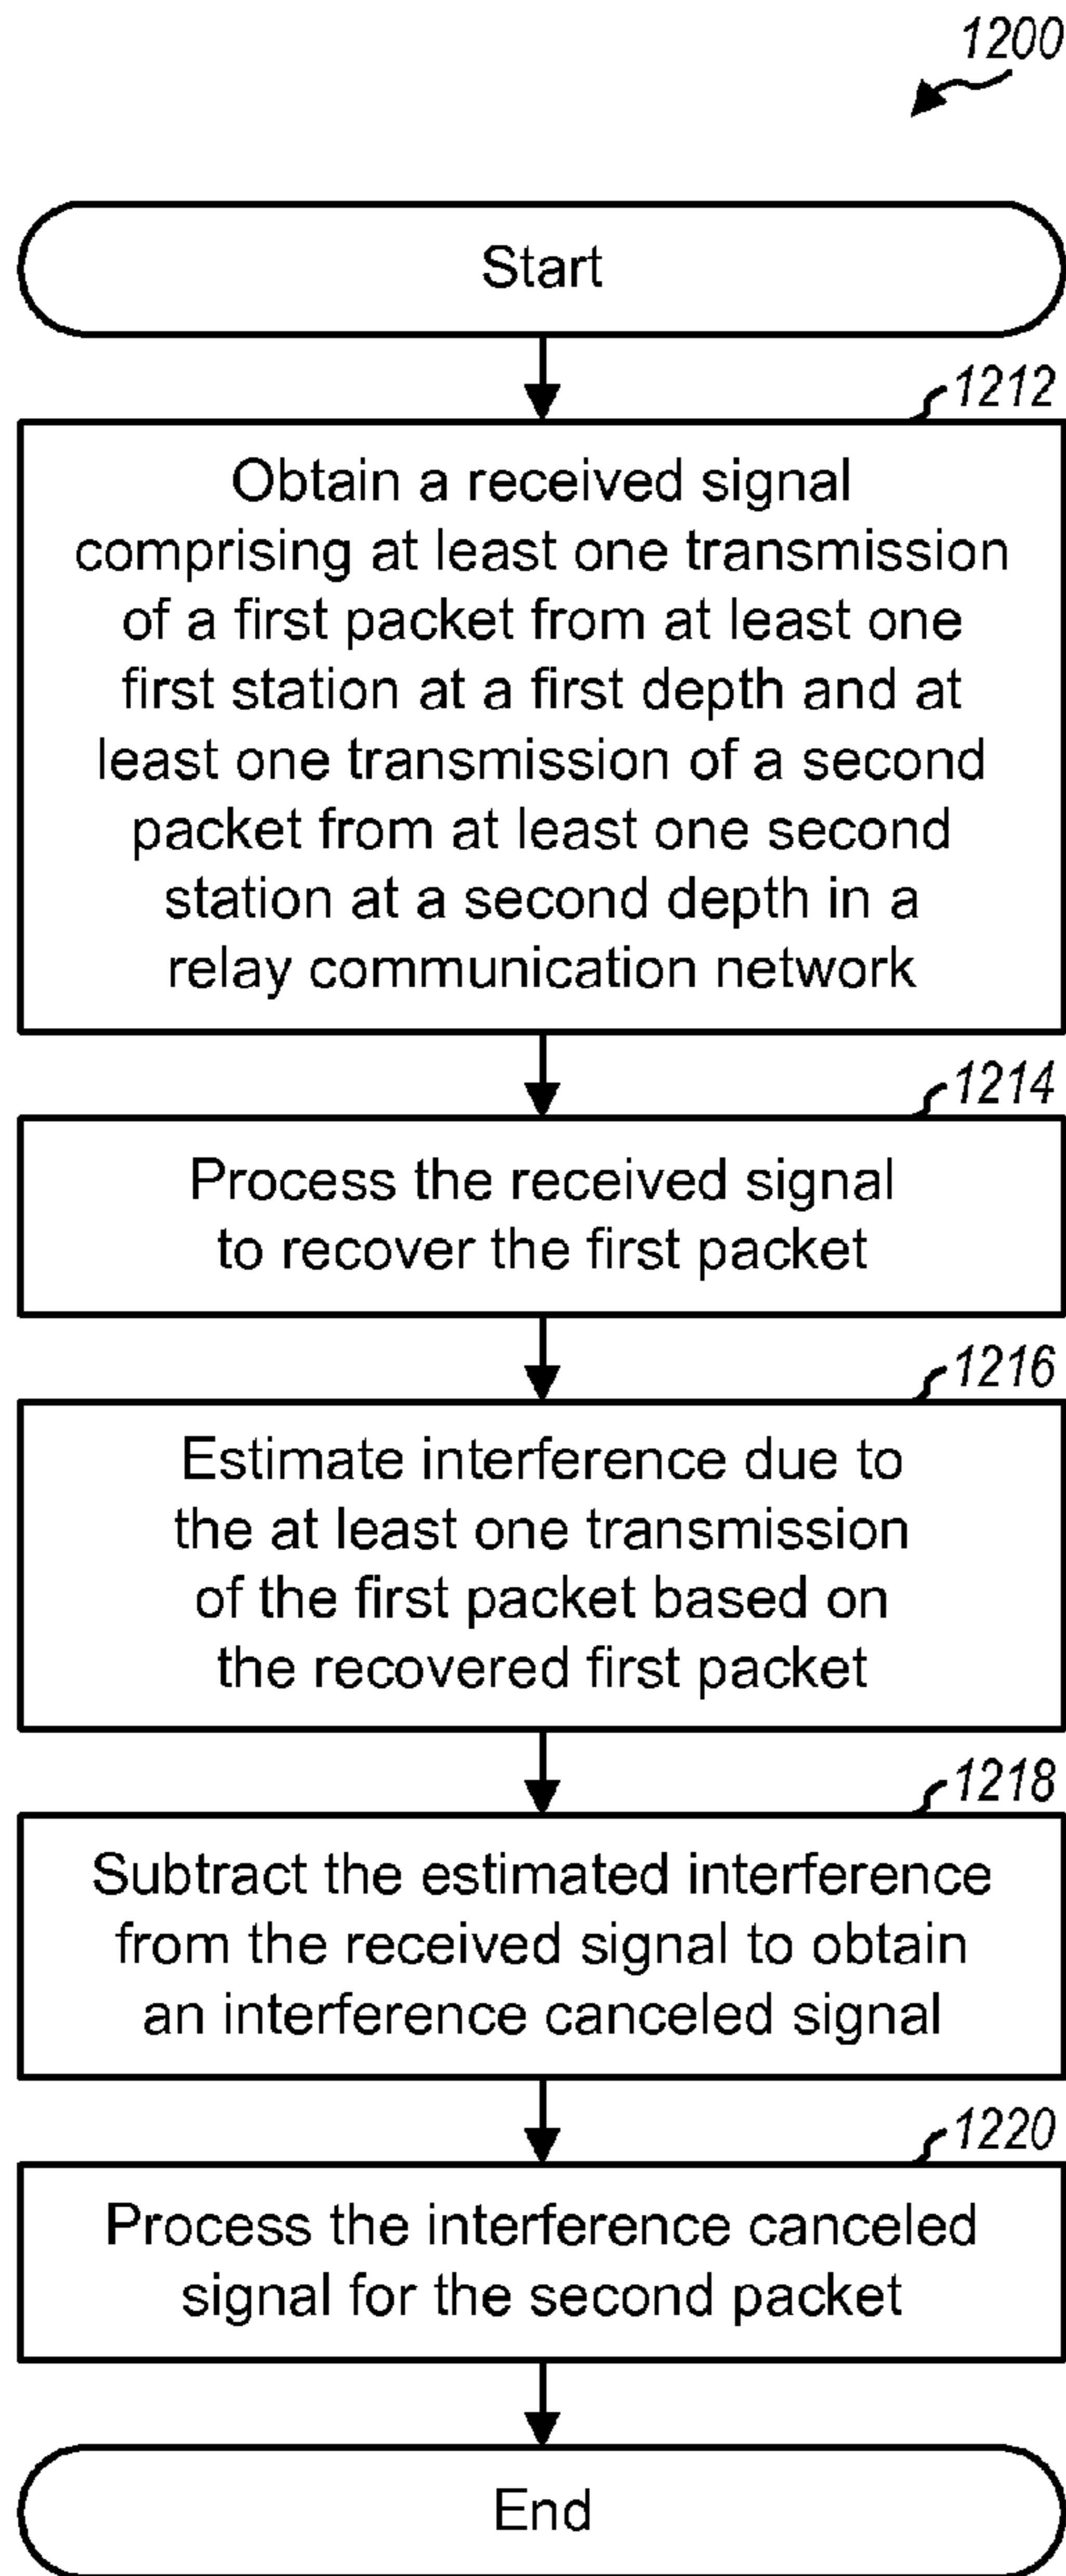 1200
Start
1212
Obtain a received signal
comprising at least one transmission
of a first packet from at least one
first station at a first depth and at
least one transmission of a second
packet from at least one second
station at a second depth in a
relay communication network
1214
Process the received signal
to recover the first packet
1216
Estimate interference due to
the at least one transmission
of the first packet based on
the recovered first packet
1218
Subtract the estimated interference
from the received signal to obtain
an interference canceled signal
1220
Process the interference canceled
signal for the second packet
End